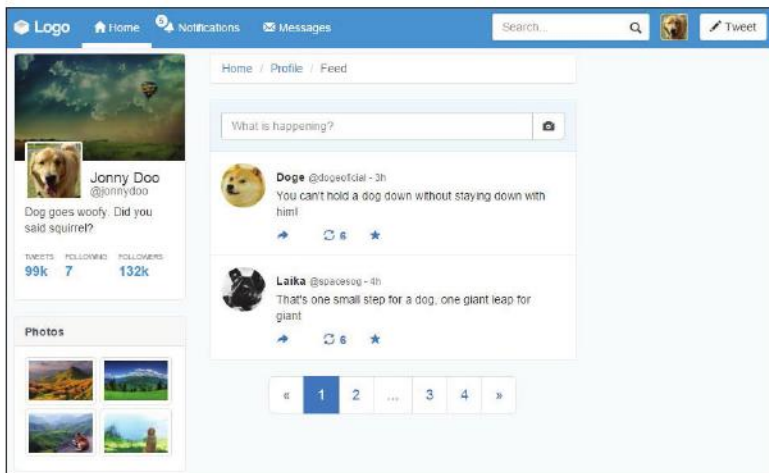 Logo Home 5 Notifications Messages Search... Tweet
Home / Profile / Feed
What is happening?
Jonny Doo
@jonnydoo
Dog goes woofy. Did you
said squirrel?
TWEETS FOLLOWING FOLLOWERS
99k 7 132k
Photos
Doge @dogeoficial - 3h
You can't hold a dog down without staying down with
him!
6
Laika @spacesog - 4h
That's one small step for a dog, one giant leap for
giant
6
« 1 2 ... 3 4 »